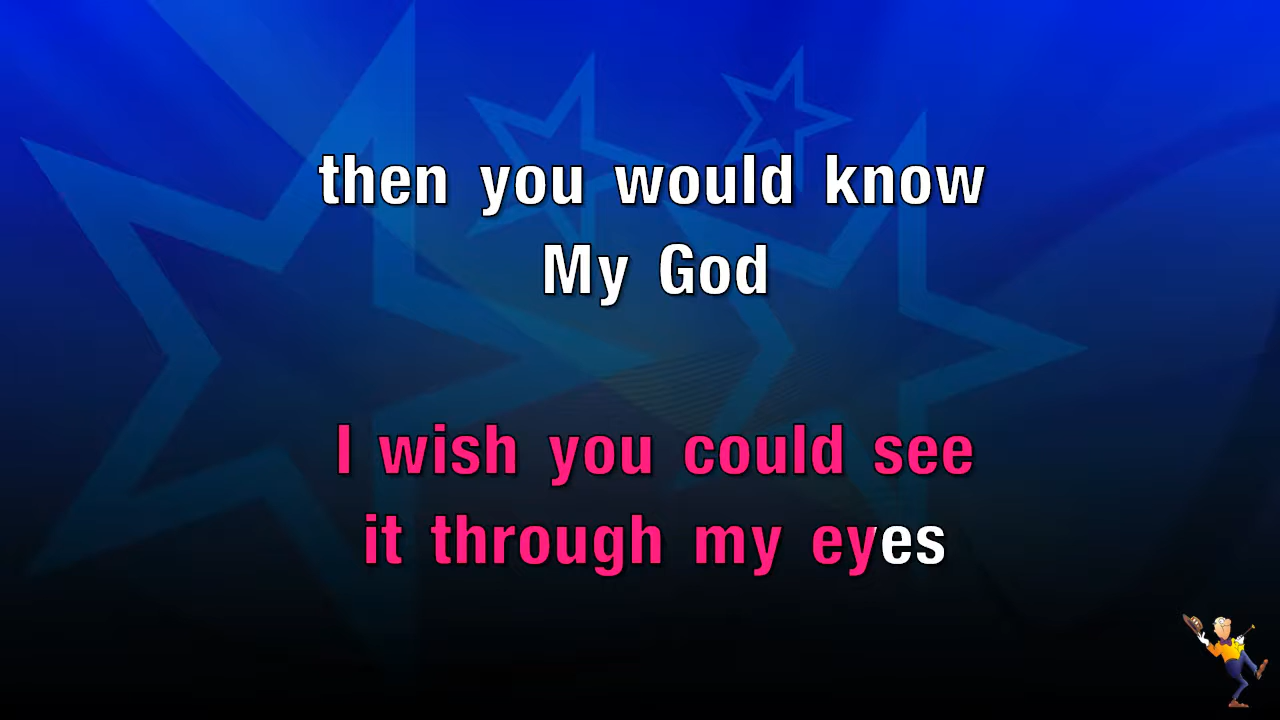 then you would know
My God
I wish you could see
it through my eyes